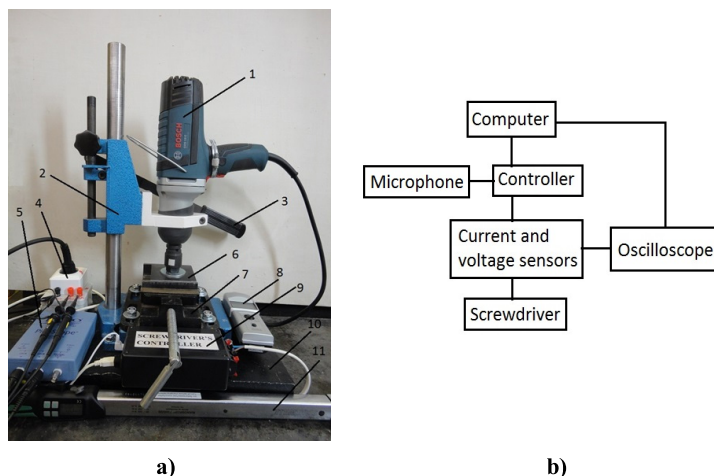 1
BOSCH
2
3
4
5
6
7
8
9
10
11
SCREWDRIVER'S
CONTROLLER
a)
Computer
Microphone
Controller
Current and
voltage sensors
Oscilloscope
Screwdriver
b)